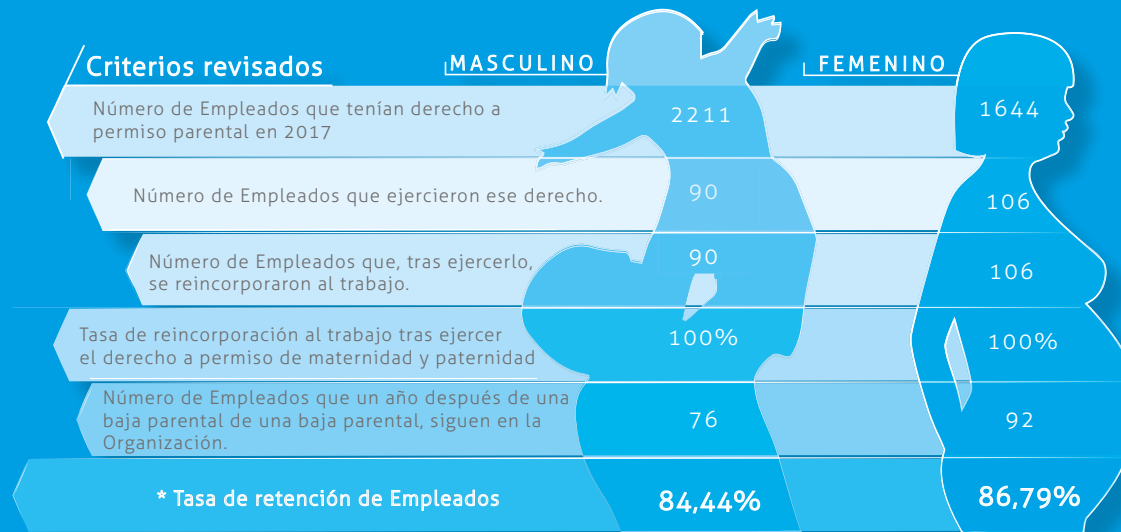 Criterios revisados
MASCULINO
FEMENINO
Número de Empleados que tenían derecho a
permiso parental en 2017
2211
1644
Número de Empleados que ejercieron ese derecho.
90
106
Número de Empleados que, tras ejercerlo,
se reincorporaron al trabajo.
90
106
Tasa de reincorporación al trabajo tras ejercer
el derecho a permiso de maternidad y paternidad
100%
100%
Número de Empleados que un año después de una
baja parental de una baja parental, siguen en la
Organización.
76
92
* Tasa de retención de Empleados
84,44%
86,79%